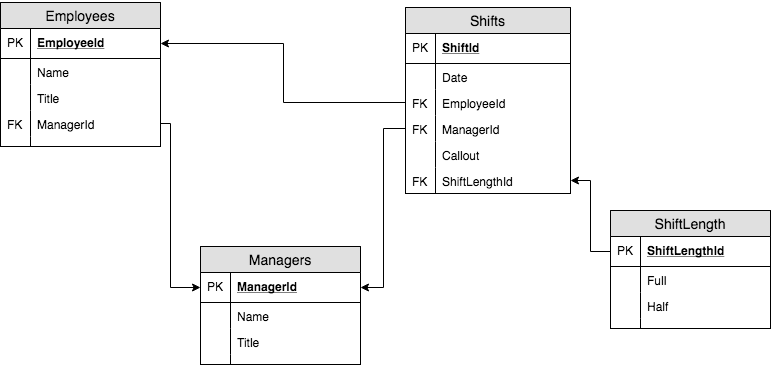 Employees
PK EmployeeId
Name
Title
FK ManagerId
Shifts
PK ShiftId
Date
FK EmployeeId
FK ManagerId
Callout
FK ShiftLengthId
Managers
PK ManagerId
Name
Title
ShiftLength
PK ShiftLengthId
Full
Half